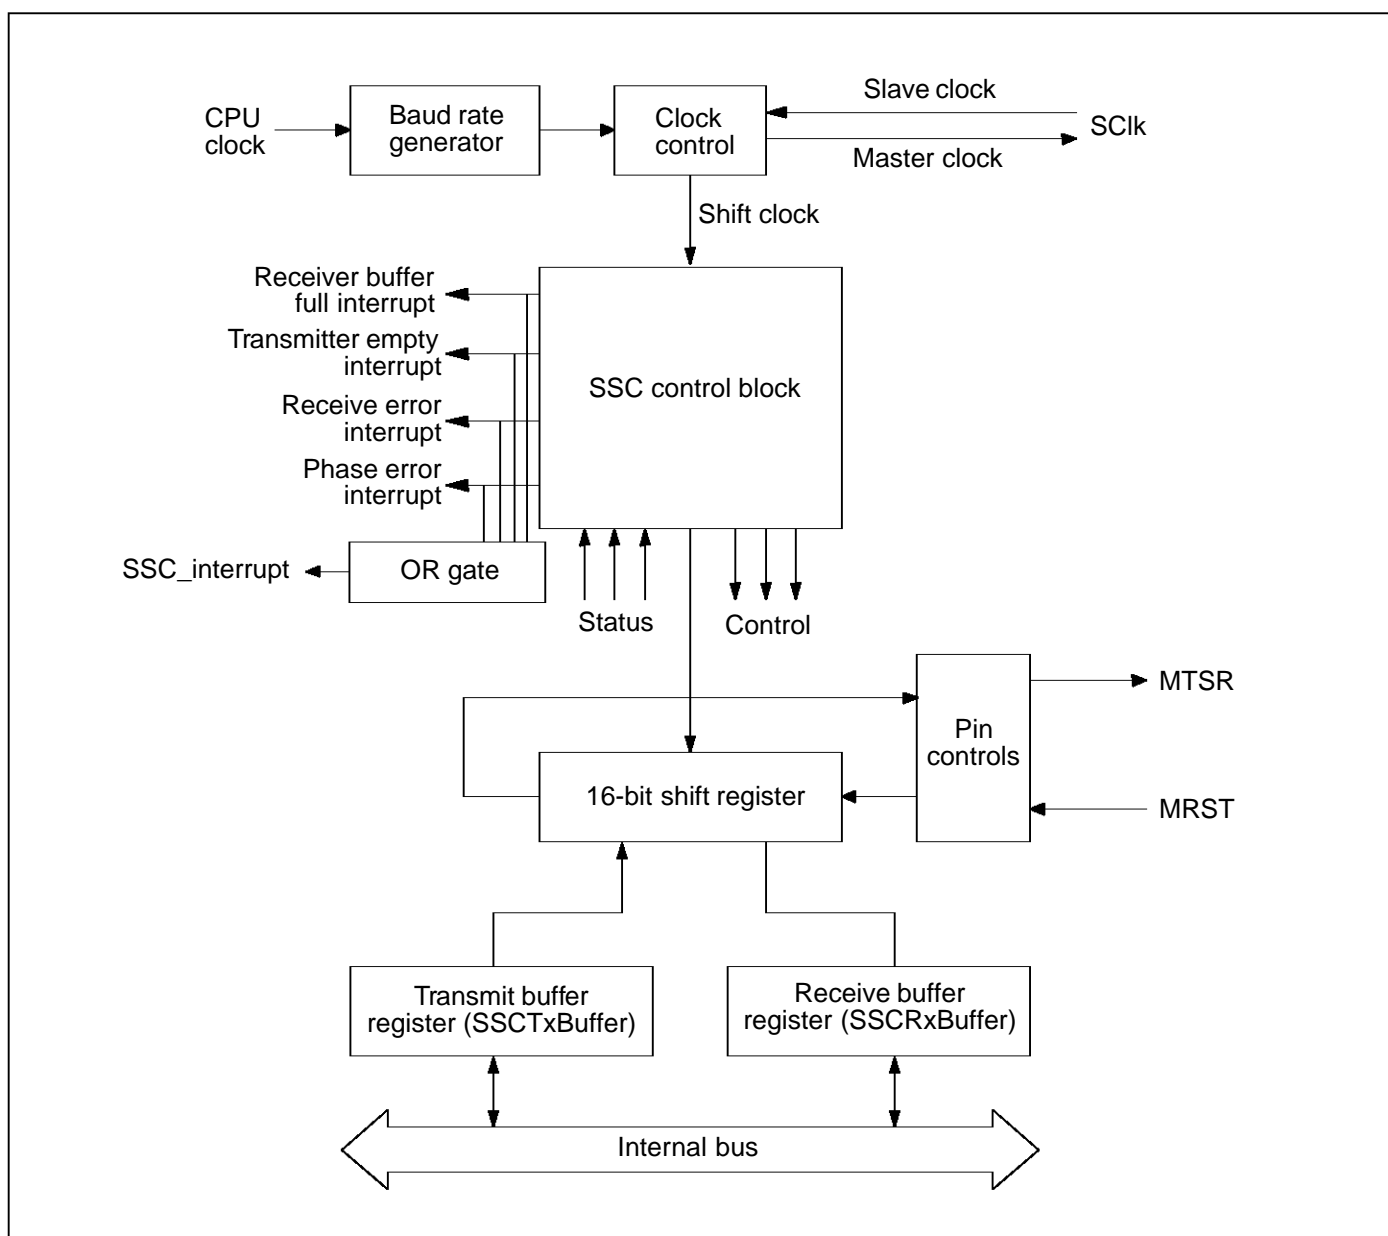 CPU
clock
Baud rate
generator
Clock
control
Slave clock
SClk
Master clock
Shift clock
Receiver buffer
full interrupt
Transmitter empty
interrupt
Receive error
interrupt
Phase error
interrupt
SSC control block
SSC_interrupt
OR gate
Status
Control
MTSR
Pin
controls
16-bit shift register
MRST
Transmit buffer
register (SSCTxBuffer)
Receive buffer
register (SSCRxBuffer)
Internal bus